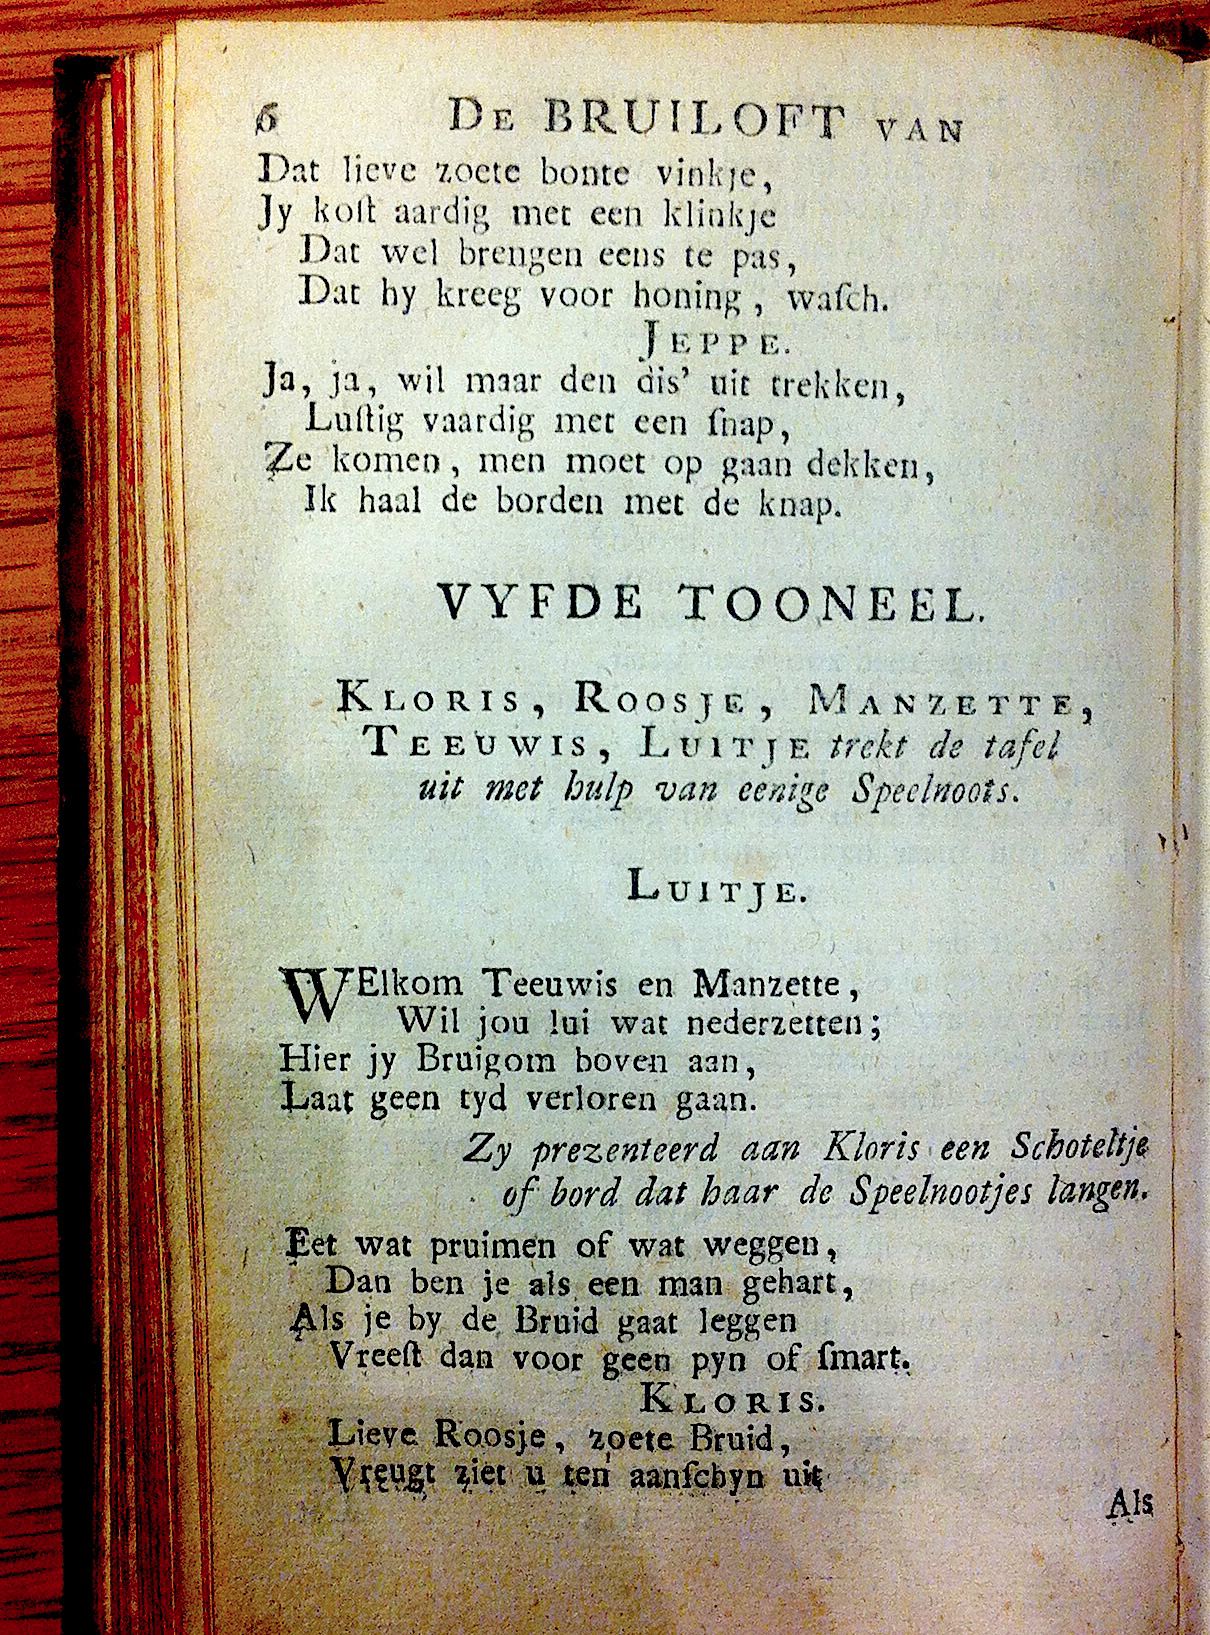 6 DE BRUILOFT VAN
Dat lieve zoete bonte vinkje,
Jy koſt aardig met een klinkje
Dat wel brengen eens te pas,
Dat hy kreeg voor honing, waſch.
JEPPE.
Ja, ja, wil maar den dis' uit trekken,
Luſtig vaardig met een ſnap,
Ze komen, men moet op gaan dekken,
Ik haal de borden met de knap.
VYFDE TOONEEL.
KLORIS, ROOSJE, MANZETTE,
TEEUWIS, LUITJE trekt de tafel
uit met hulp van eenige Speelnoots.
LUITJE.
WElkom Teeuwis en Manzette,
Wil jou lui wat nederzetten;
Hier jy Bruigom boven aan,
Laat geen tyd verloren gaan.
Zy prezenteerd aan Kloris een Schoteltje
of bord dat haar de Speelnootjes langen.
Eet wat pruimen of wat weggen,
Dan ben je als een man gehart,
Als je by de Bruid gaat leggen
Vreeſt dan voor geen pyn of ſmart.
KLORIS.
Lieve Roosje, zoete Bruid,
Vreugt ziet u ten aanſchyn uit
Als